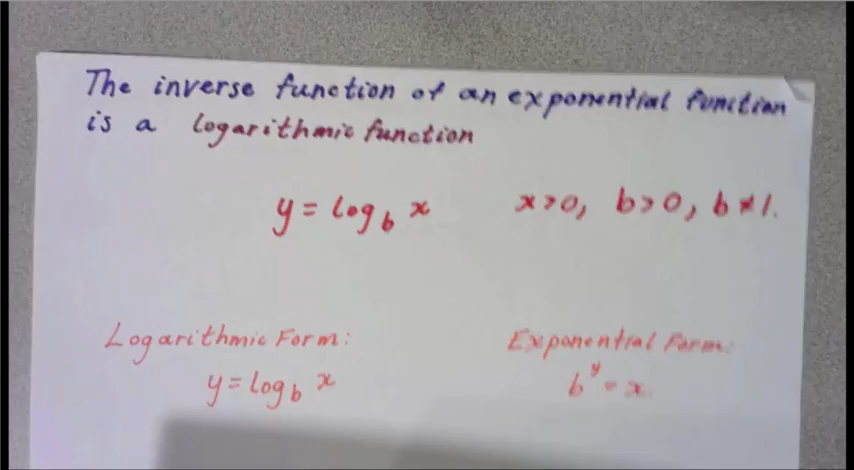 The inverse function of an exponential function
is a logarithmic function
y = log_b x    x>0, b>0, b≠1.
Logarithmic Form:    Exponential Form:
y = log_b x    b^y = x.